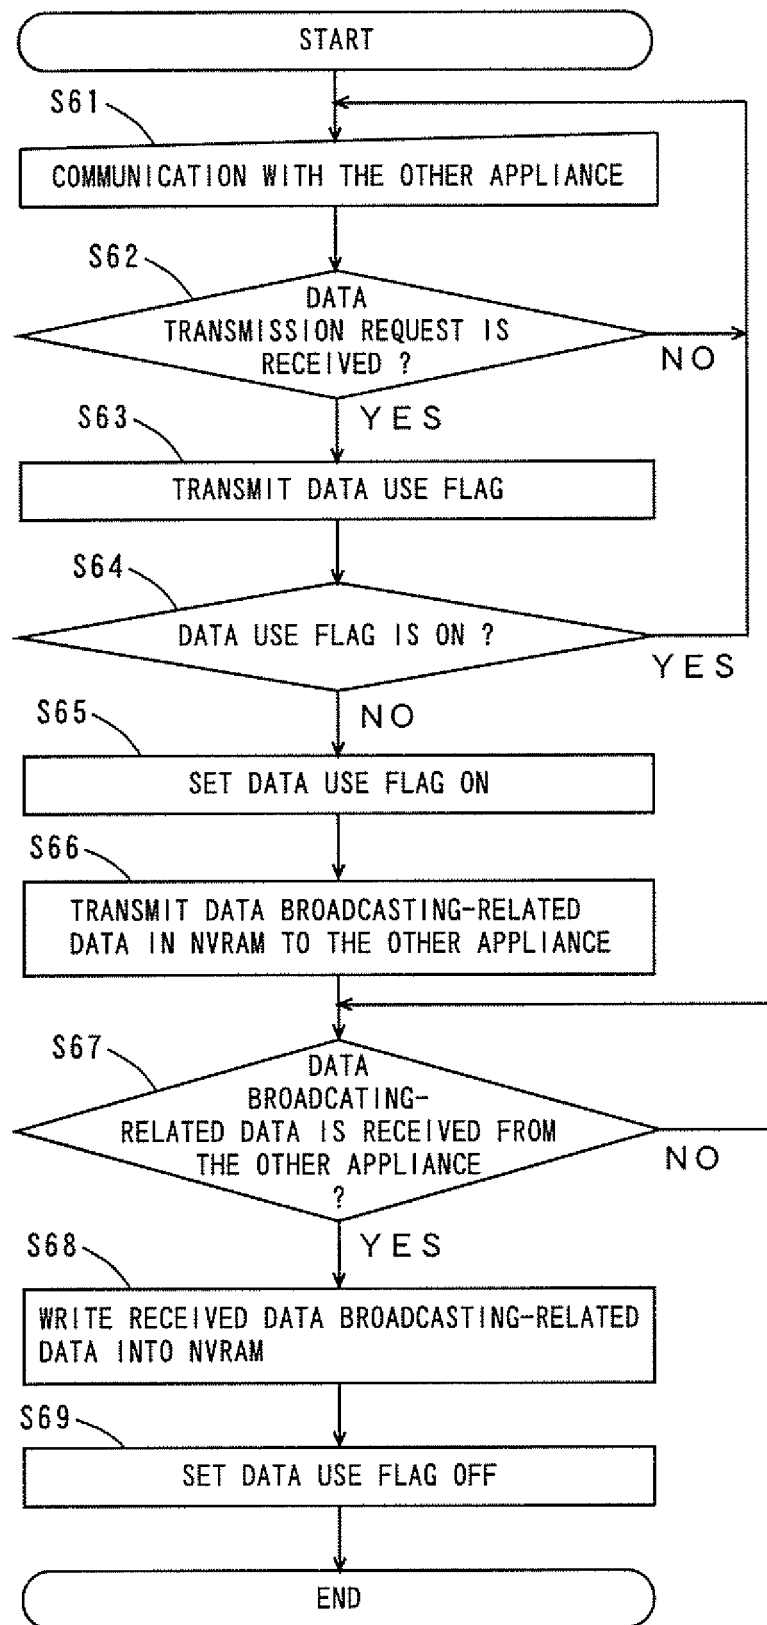 START
S61
COMMUNICATION WITH THE OTHER APPLIANCE
S62
DATA
TRANSMISSION REQUEST IS
RECEIVED ?
NO
YES
S63
TRANSMIT DATA USE FLAG
S64
DATA USE FLAG IS ON ?
YES
NO
S65
SET DATA USE FLAG ON
S66
TRANSMIT DATA BROADCASTING-RELATED
DATA IN NVRAM TO THE OTHER APPLIANCE
S67
DATA
BROADCATING-
RELATED DATA IS RECEIVED FROM
THE OTHER APPLIANCE
?
NO
YES
S68
WRITE RECEIVED DATA BROADCASTING-RELATED
DATA INTO NVRAM
S69
SET DATA USE FLAG OFF
END